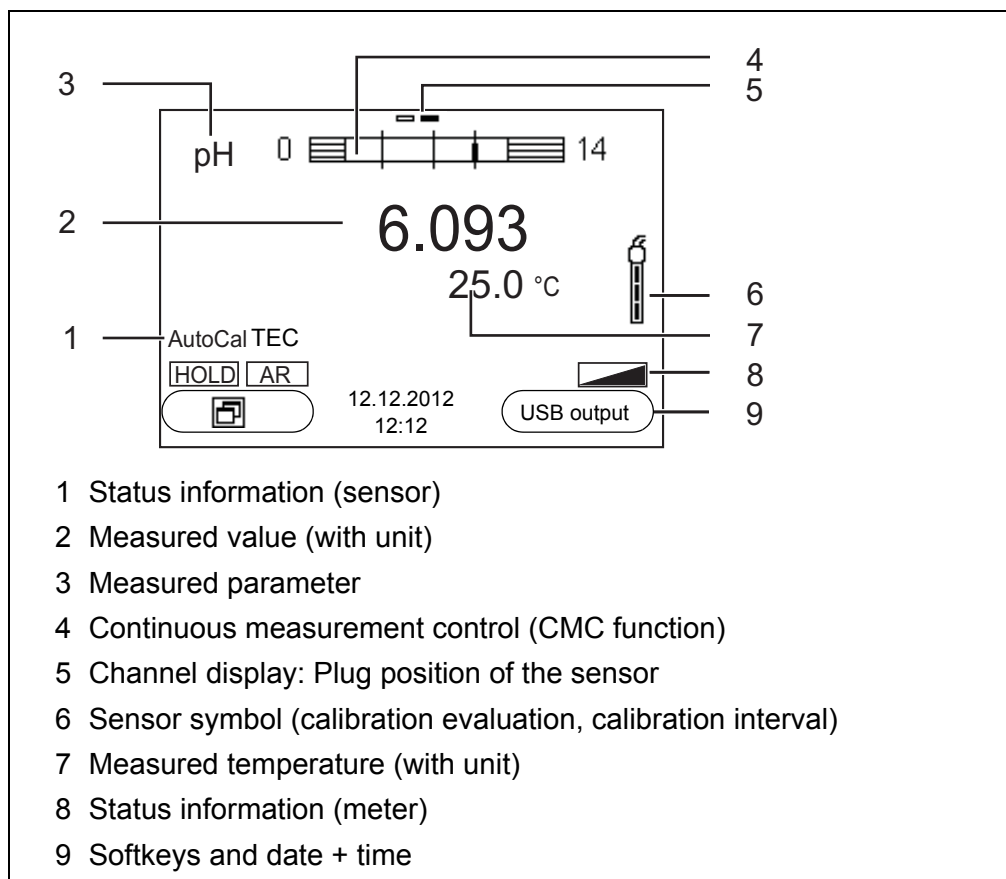 4
3 5
pH 0 14
2 6.093
25.0 °C
6
7
1 AutoCal TEC
HOLD AR 8
12.12.2012
USB output 9
12:12
1 Status information (sensor)
2 Measured value (with unit)
3 Measured parameter
4 Continuous measurement control (CMC function)
5 Channel display: Plug position of the sensor
6 Sensor symbol (calibration evaluation, calibration interval)
7 Measured temperature (with unit)
8 Status information (meter)
9 Softkeys and date + time